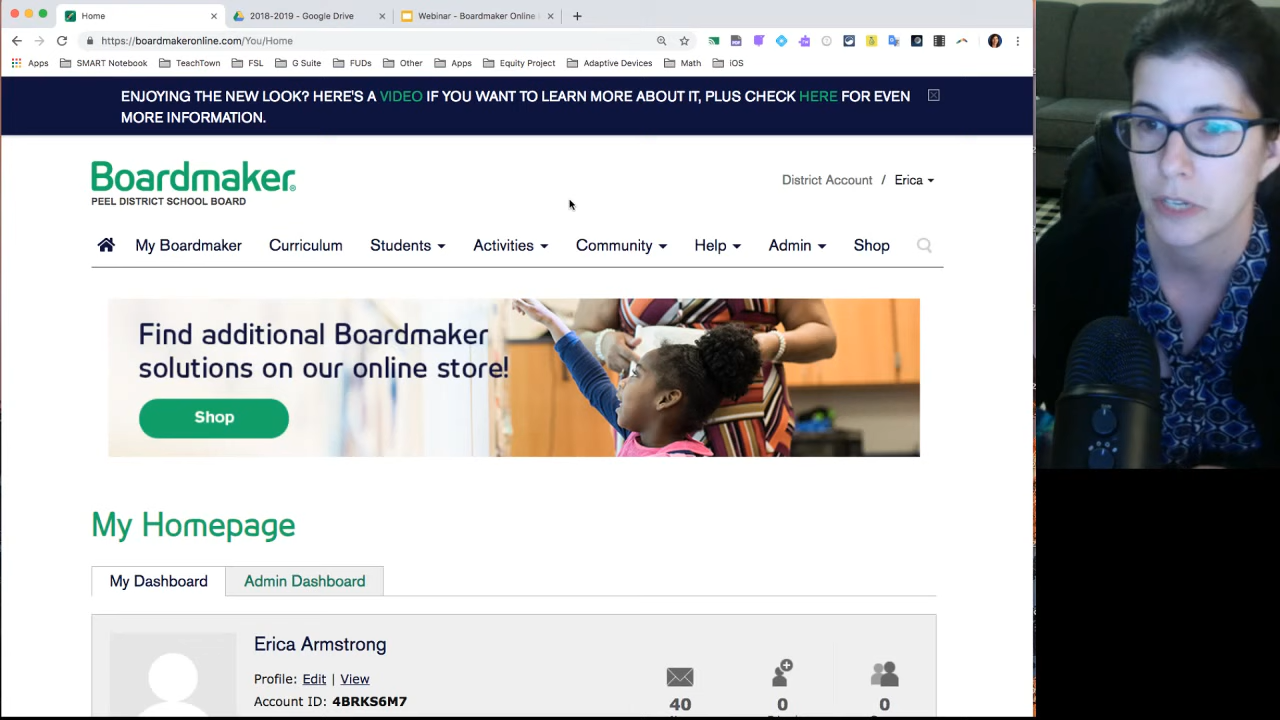 Home
2018-2019 - Google Drive
Webinar - Boardmaker Online
https://boardmakeronline.com/You/Home
Apps SMART Notebook TeachTown FSL G Suite FUDs Other Apps Equity Project Adaptive Devices Math iOS
ENJOYING THE NEW LOOK? HERE'S A VIDEO IF YOU WANT TO LEARN MORE ABOUT IT, PLUS CHECK HERE FOR EVEN
MORE INFORMATION.
Boardmaker®
PEEL DISTRICT SCHOOL BOARD
District Account / Erica
My Boardmaker Curriculum Students Activities Community Help Admin Shop
Find additional Boardmaker
solutions on our online store!
Shop
My Homepage
My Dashboard Admin Dashboard
Erica Armstrong
Profile: Edit | View
Account ID: 4BRKS6M7
40 0 0